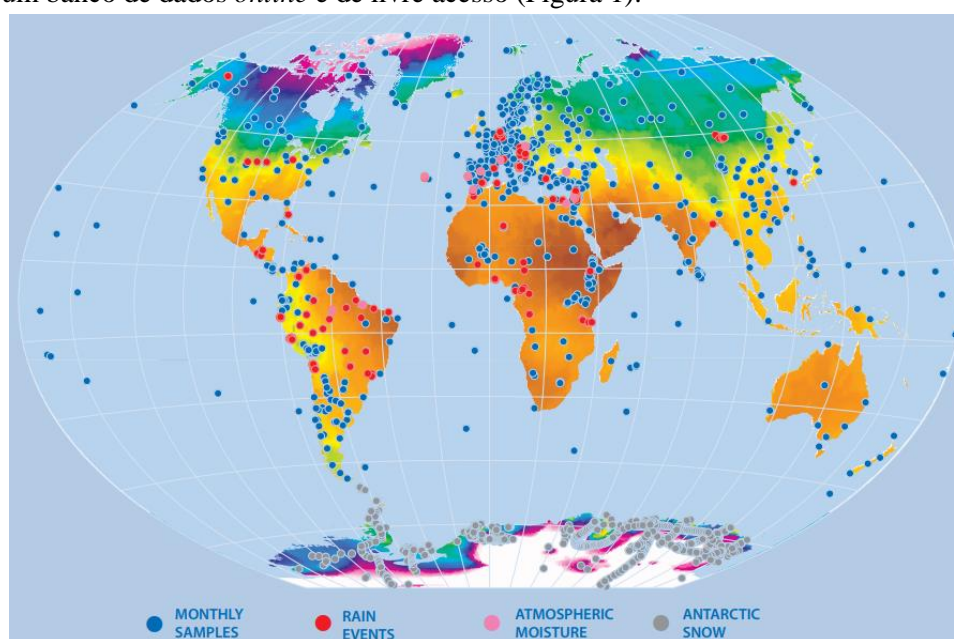 um banco de dados online e de livre acesso (Figura 1).
MONTHLY SAMPLES
RAIN EVENTS
ATMOSPHERIC MOISTURE
ANTARCTIC SNOW